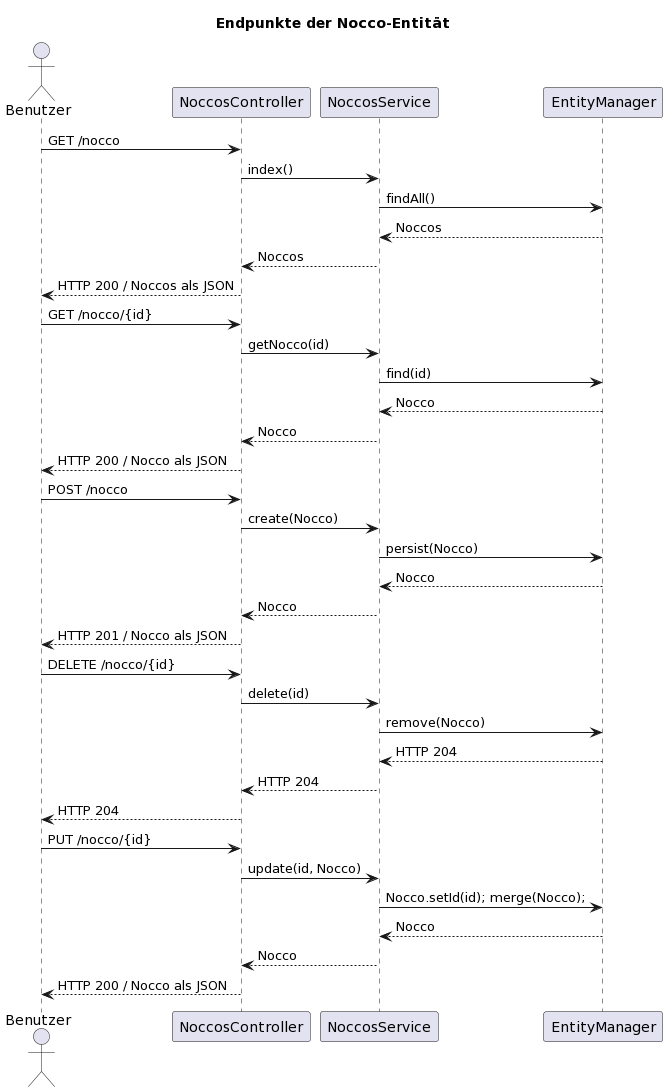 Endpunkte der Nocco-Entität
Benutzer
NoccosController
NoccosService
EntityManager
GET /nocco
index()
findAll()
Noccos
Noccos
HTTP 200 / Noccos als JSON
GET /nocco/{id}
getNocco(id)
find(id)
Nocco
Nocco
HTTP 200 / Nocco als JSON
POST /nocco
create(Nocco)
persist(Nocco)
Nocco
Nocco
HTTP 201 / Nocco als JSON
DELETE /nocco/{id}
delete(id)
remove(Nocco)
HTTP 204
HTTP 204
HTTP 204
PUT /nocco/{id}
update(id, Nocco)
Nocco.setId(id); merge(Nocco);
Nocco
Nocco
HTTP 200 / Nocco als JSON
Benutzer
NoccosController
NoccosService
EntityManager